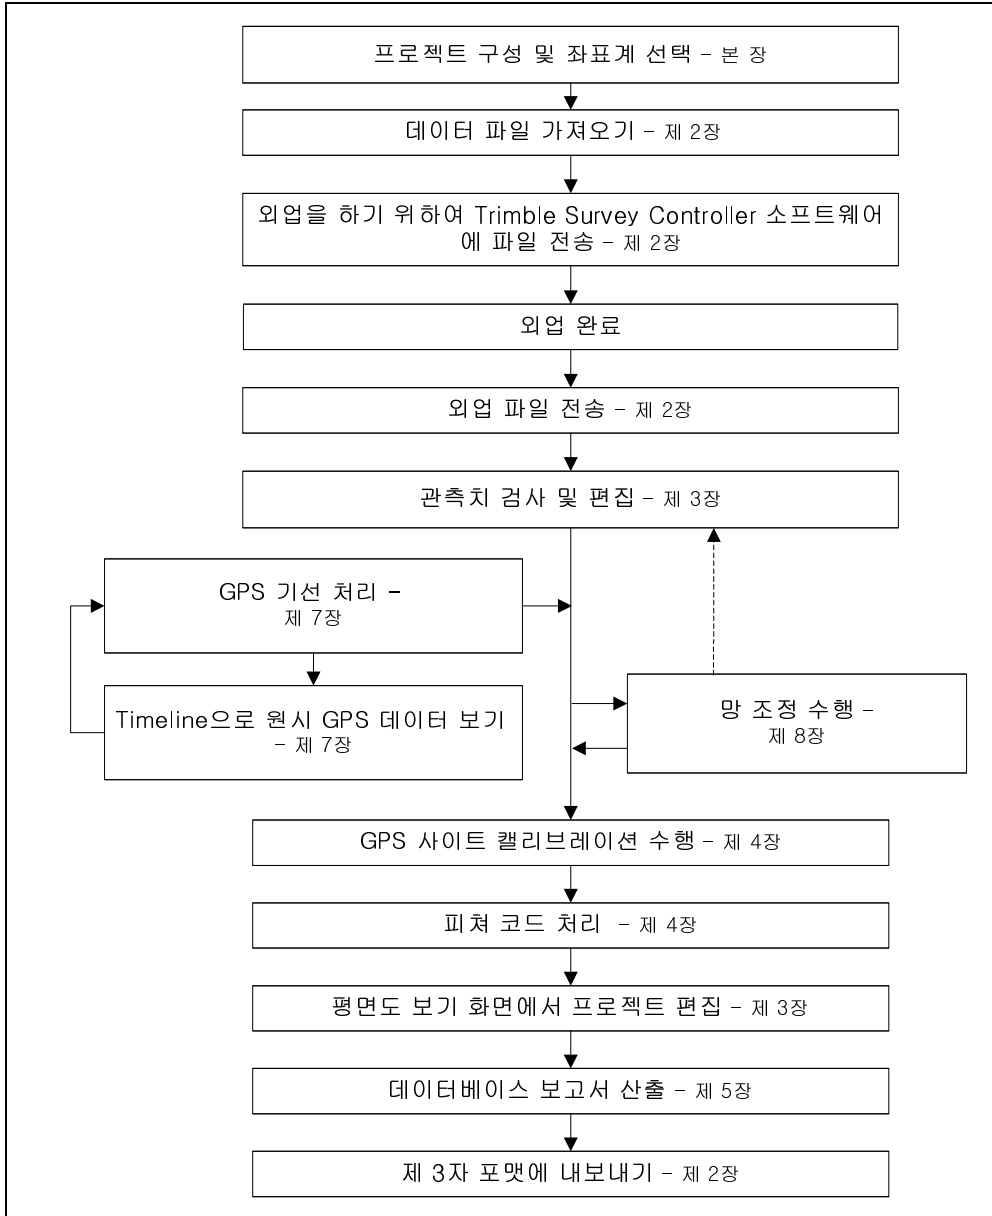 프로젝트 구성 및 좌표계 선택 – 본 장
데이터 파일 가져오기 – 제 2장
외업을 하기 위하여 Trimble Survey Controller 소프트웨어
에 파일 전송 – 제 2장
외업 완료
외업 파일 전송 – 제 2장
관측치 검사 및 편집 – 제 3장
GPS 기선 처리 –
제 7장
Timeline으로 원시 GPS 데이터 보기
– 제 7장
망 조정 수행 –
제 8장
GPS 사이트 캘리브레이션 수행 – 제 4장
피쳐 코드 처리 – 제 4장
평면도 보기 화면에서 프로젝트 편집 – 제 3장
데이터베이스 보고서 산출 – 제 5장
제 3자 포맷에 내보내기 – 제 2장